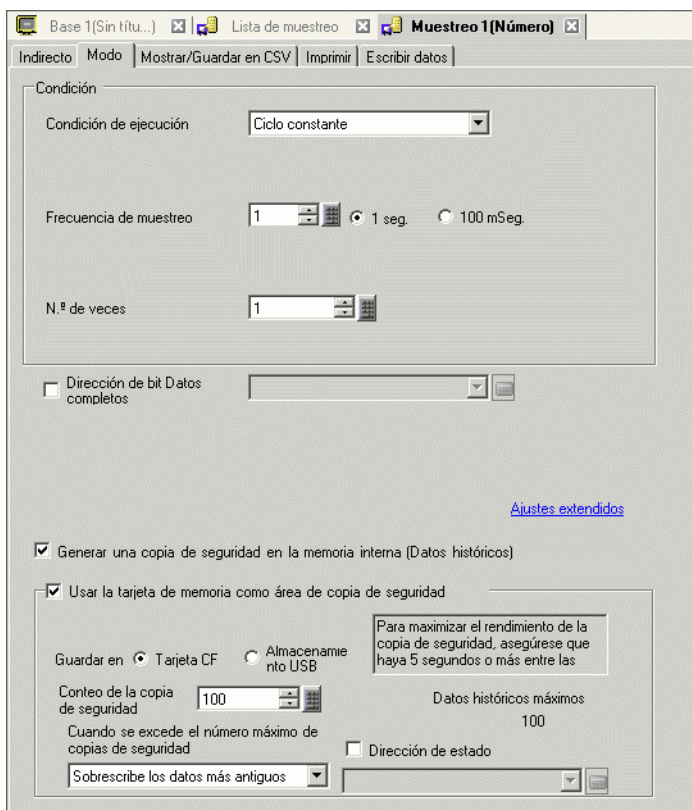 Base 1(Sin títu...) Lista de muestreo Muestreo 1(Número)
Indirecto Modo Mostrar/Guardar en CSV Imprimir Escribir datos
Condición
Condición de ejecución Ciclo constante
Frecuencia de muestreo 1 1 seg. 100 mSeg.
N.º de veces 1
Dirección de bit Datos
completos
Ajustes extendidos
Generar una copia de seguridad en la memoria interna (Datos históricos)
Usar la tarjeta de memoria como área de copia de seguridad
Para maximizar el rendimiento de la
copia de seguridad, asegúrese que
haya 5 segundos o más entre las
Guardar en Tarjeta CF Almacenamie
nto USB
Conteo de la copia
de seguridad 100
Datos históricos máximos
100
Cuando se excede el número máximo de
copias de seguridad
Dirección de estado
Sobrescribe los datos más antiguos